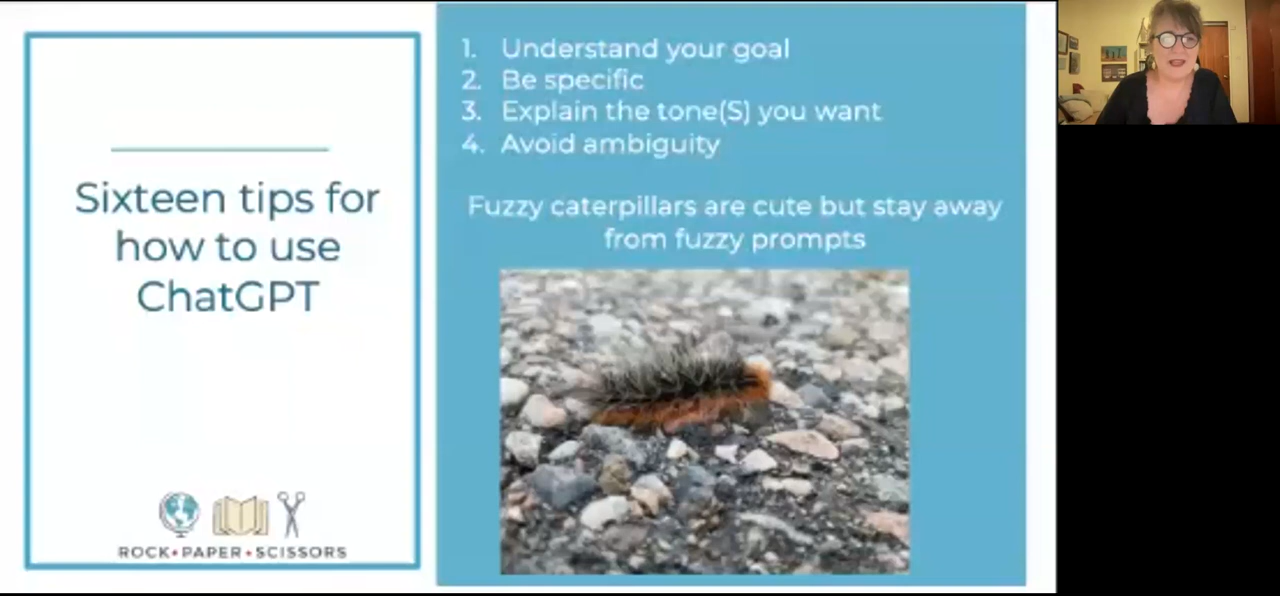 Sixteen tips for
how to use
ChatGPT
ROCK•PAPER•SCISSORS
1. Understand your goal
2. Be specific
3. Explain the tone(S) you want
4. Avoid ambiguity
Fuzzy caterpillars are cute but stay away
from fuzzy prompts